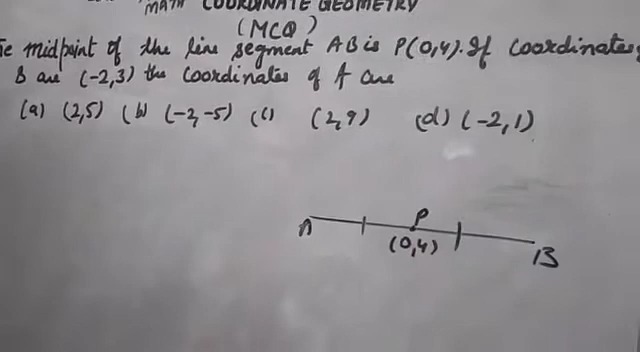 MATH COORDINATE GEOMETRY
(MCQ)
midpoint of the line segment AB is P(0,4). If coordinates
B are (-2,3) the coordinates of A are
(a) (2,5) (b) (-2,-5) (c) (2,9) (d) (-2,1)
A P B
(0,4)